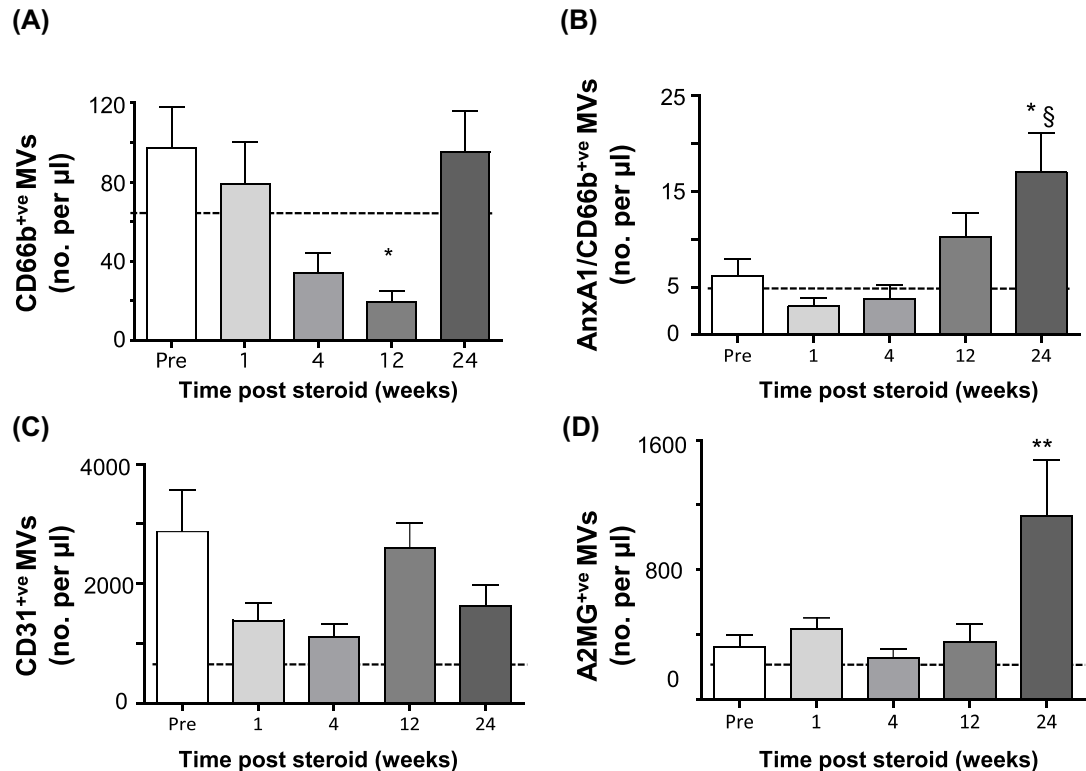 (A)
CD66b+ve MVs
(no. per µl)
120
80
40
0
*
Pre 1 4 12 24
Time post steroid (weeks)
(B)
AnxA1/CD66b+ve MVs
(no. per µl)
25
15
5
0
* §
Pre 1 4 12 24
Time post steroid (weeks)
(C)
CD31+ve MVs
(no. per µl)
4000
2000
0
Pre 1 4 12 24
Time post steroid (weeks)
(D)
A2MG+ve MVs
(no. per µl)
1600
800
0
**
Pre 1 4 12 24
Time post steroid (weeks)